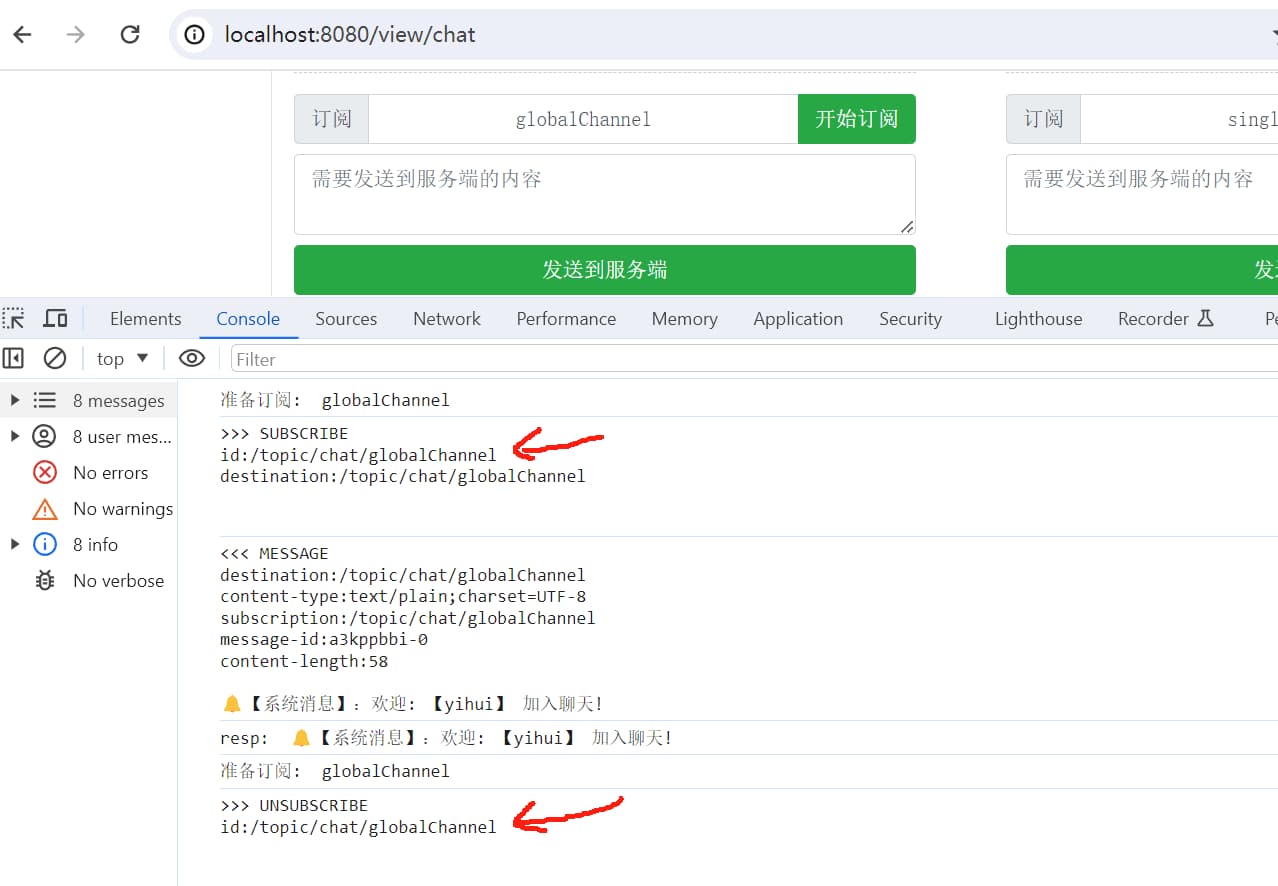 localhost:8080/view/chat
订阅 globalChannel 开始订阅
订阅
需要发送到服务端的内容
需要发送到服务端的内容
发送到服务端
Elements Console Sources Network Performance Memory Application Security Lighthouse Recorder
top Filter
8 messages
8 user mes...
No errors
No warnings
8 info
No verbose
准备订阅: globalChannel
>>> SUBSCRIBE
id:/topic/chat/globalChannel
destination:/topic/chat/globalChannel
<<< MESSAGE
destination:/topic/chat/globalChannel
content-type:text/plain;charset=UTF-8
subscription:/topic/chat/globalChannel
message-id:a3kppbbi-0
content-length:58
🔔【系统消息】: 欢迎: 【yihui】 加入聊天!
resp: 🔔【系统消息】: 欢迎: 【yihui】 加入聊天!
准备订阅: globalChannel
>>> UNSUBSCRIBE
id:/topic/chat/globalChannel